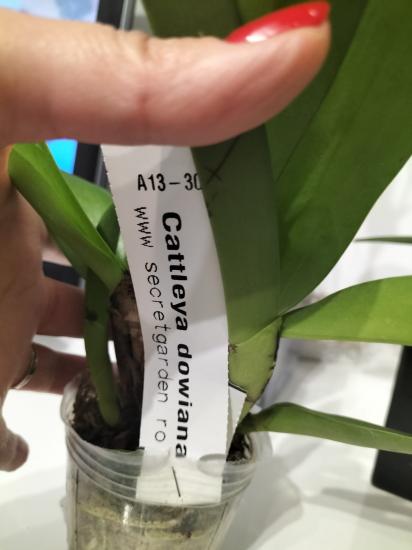 A13-30
Cattleya dowiana
www secretgarden ro